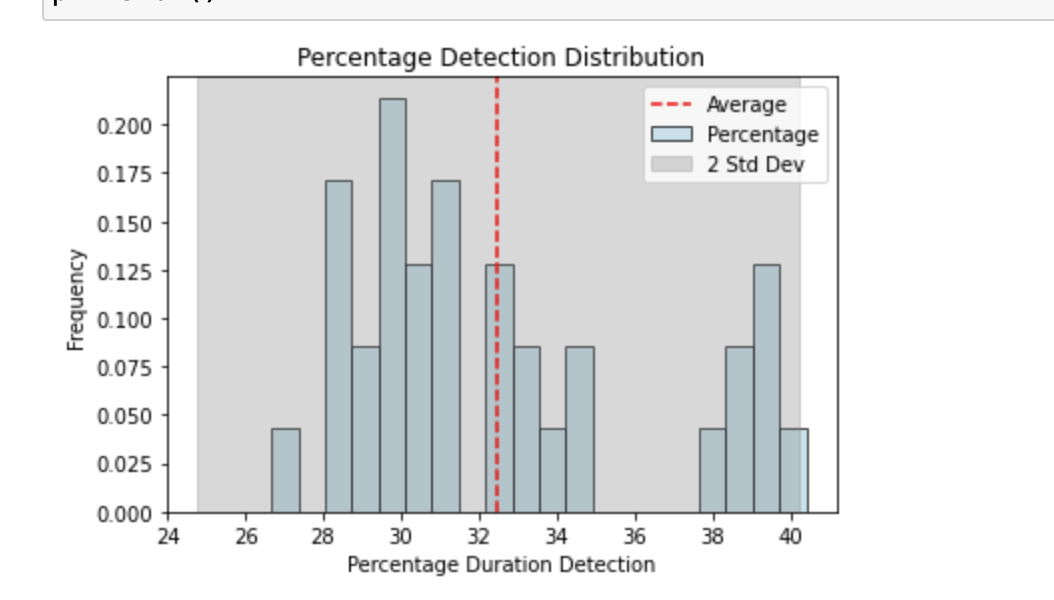 Percentage Detection Distribution
Average
Percentage
2 Std Dev
Frequency
0.200
0.175
0.150
0.125
0.100
0.075
0.050
0.025
0.000
24 26 28 30 32 34 36 38 40
Percentage Duration Detection